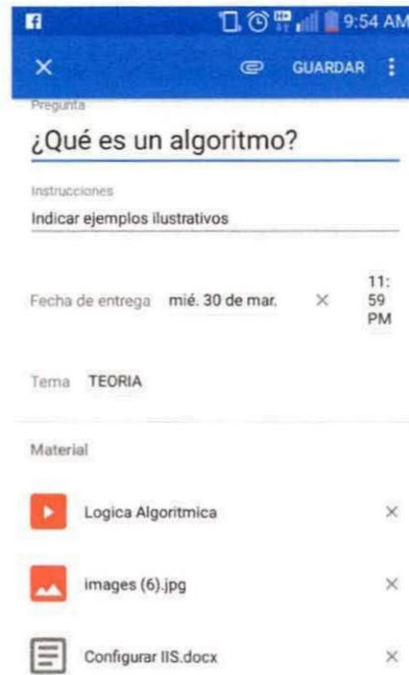 9:54 AM
GUARDAR
Pregunta
¿Qué es un algoritmo?
Instrucciones
Indicar ejemplos ilustrativos
Fecha de entrega mié. 30 de mar. 11:
59
PM
Tema TEORIA
Material
Logica Algoritmica
images (6).jpg
Configurar IIS.docx